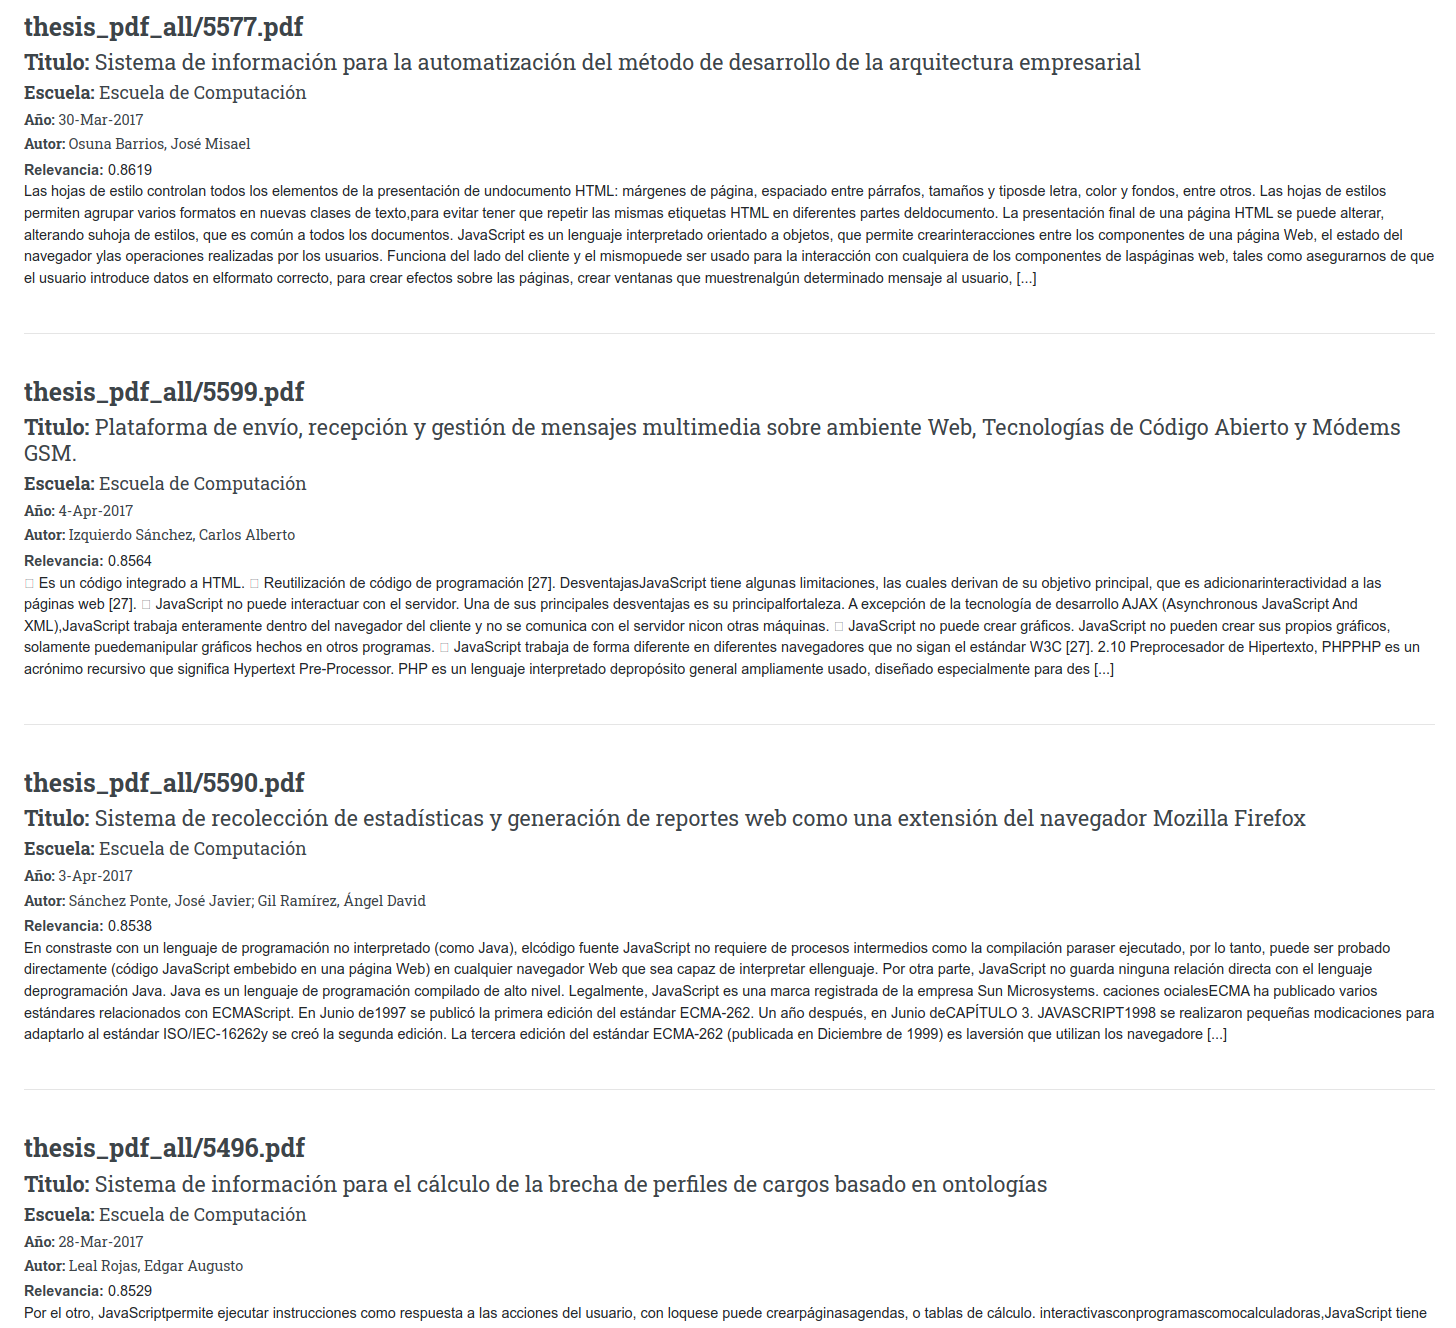 thesis_pdf_all/5577.pdf
Titulo: Sistema de información para la automatización del método de desarrollo de la arquitectura empresarial
Escuela: Escuela de Computación
Año: 30-Mar-2017
Autor: Osuna Barrios, José Misael
Relevancia: 0.8619
Las hojas de estilo controlan todos los elementos de la presentación de undocumento HTML: márgenes de página, espaciado entre párrafos, tamaños y tiposde letra, color y fondos, entre otros. Las hojas de estilos
permiten agrupar varios formatos en nuevas clases de texto,para evitar tener que repetir las mismas etiquetas HTML en diferentes partes deldocumento. La presentación final de una página HTML se puede alterar,
alterando suhoja de estilos, que es común a todos los documentos. JavaScript es un lenguaje interpretado orientado a objetos, que permite crearinteracciones entre los componentes de una página Web, el estado del
navegador ylas operaciones realizadas por los usuarios. Funciona del lado del cliente y el mismopuede ser usado para la interacción con cualquiera de los componentes de laspáginas web, tales como asegurarnos de que
el usuario introduce datos en elformato correcto, para crear efectos sobre las páginas, crear ventanas que muestrenalgún determinado mensaje al usuario, [...]
thesis_pdf_all/5599.pdf
Titulo: Plataforma de envío, recepción y gestión de mensajes multimedia sobre ambiente Web, Tecnologías de Código Abierto y Módems
GSM.
Escuela: Escuela de Computación
Año: 4-Apr-2017
Autor: Izquierdo Sánchez, Carlos Alberto
Relevancia: 0.8564
 Es un código integrado a HTML.  Reutilización de código de programación [27]. DesventajasJavaScript tiene algunas limitaciones, las cuales derivan de su objetivo principal, que es adicionarinteractividad a las
páginas web [27].  JavaScript no puede interactuar con el servidor. Una de sus principales desventajas es su principalfortaleza. A excepción de la tecnología de desarrollo AJAX (Asynchronous JavaScript And
XML),JavaScript trabaja enteramente dentro del navegador del cliente y no se comunica con el servidor nicon otras máquinas.  JavaScript no puede crear gráficos. JavaScript no pueden crear sus propios gráficos,
solamente puedemanipular gráficos hechos en otros programas.  JavaScript trabaja de forma diferente en diferentes navegadores que no sigan el estándar W3C [27]. 2.10 Preprocesador de Hipertexto, PHPPHP es un
acrónimo recursivo que significa Hypertext Pre-Processor. PHP es un lenguaje interpretado depropósito general ampliamente usado, diseñado especialmente para des [...]
thesis_pdf_all/5590.pdf
Titulo: Sistema de recolección de estadísticas y generación de reportes web como una extensión del navegador Mozilla Firefox
Escuela: Escuela de Computación
Año: 3-Apr-2017
Autor: Sánchez Ponte, José Javier; Gil Ramírez, Ángel David
Relevancia: 0.8538
En constraste con un lenguaje de programación no interpretado (como Java), elcódigo fuente JavaScript no requiere de procesos intermedios como la compilación paraser ejecutado, por lo tanto, puede ser probado
directamente (código JavaScript embebido en una página Web) en cualquier navegador Web que sea capaz de interpretar ellenguaje. Por otra parte, JavaScript no guarda ninguna relación directa con el lenguaje
deprogramación Java. Java es un lenguaje de programación compilado de alto nivel. Legalmente, JavaScript es una marca registrada de la empresa Sun Microsystems. caciones ocialesECMA ha publicado varios
estándares relacionados con ECMAScript. En Junio de1997 se publicó la primera edición del estándar ECMA-262. Un año después, en Junio deCAPÍTULO 3. JAVASCRIPT1998 se realizaron pequeñas modicaciones para
adaptarlo al estándar ISO/IEC-16262y se creó la segunda edición. La tercera edición del estándar ECMA-262 (publicada en Diciembre de 1999) es laversión que utilizan los navegadore [...]
thesis_pdf_all/5496.pdf
Titulo: Sistema de información para el cálculo de la brecha de perfiles de cargos basado en ontologías
Escuela: Escuela de Computación
Año: 28-Mar-2017
Autor: Leal Rojas, Edgar Augusto
Relevancia: 0.8529
Por el otro, JavaScriptpermite ejecutar instrucciones como respuesta a las acciones del usuario, con loquese puede crearpáginasagendas, o tablas de cálculo. interactivasconprogramascomocalculadoras,JavaScript tiene